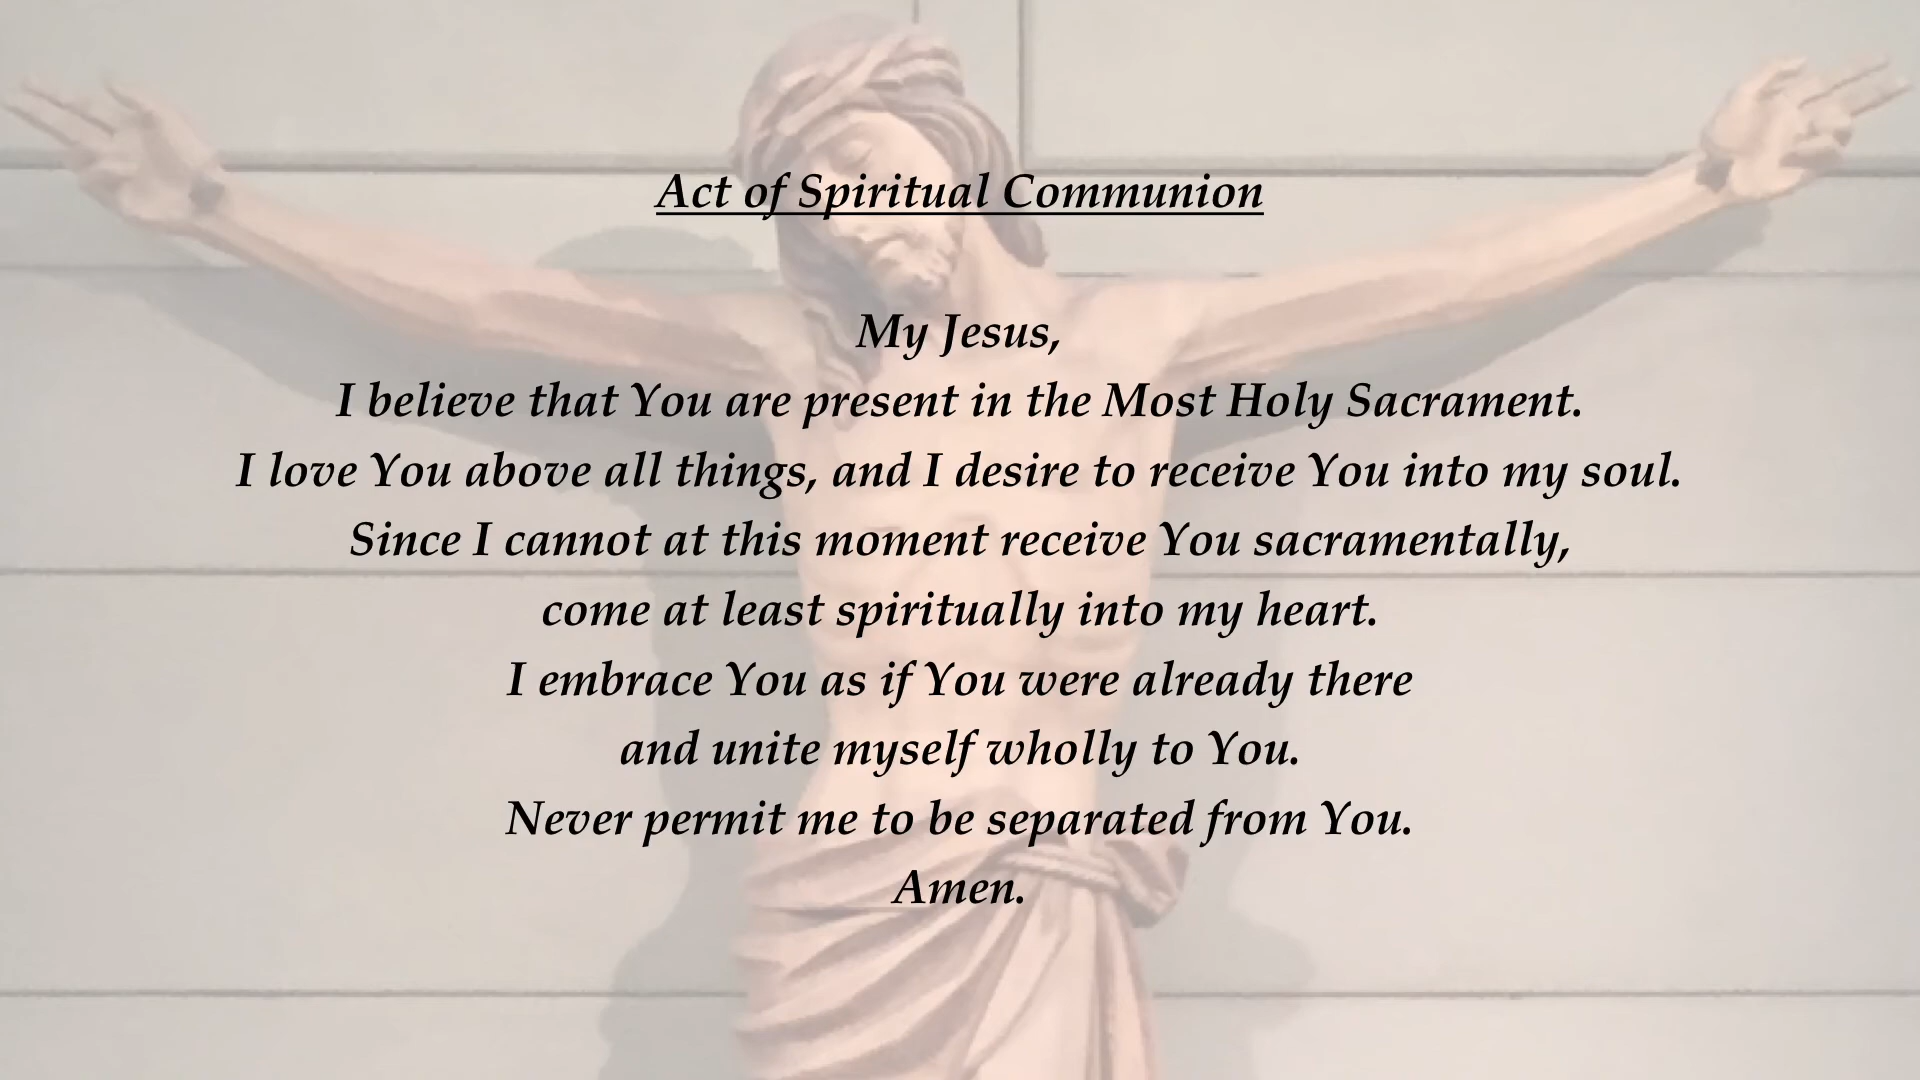 Act of Spiritual Communion
My Jesus,
I believe that You are present in the Most Holy Sacrament.
I love You above all things, and I desire to receive You into my soul.
Since I cannot at this moment receive You sacramentally,
come at least spiritually into my heart.
I embrace You as if You were already there
and unite myself wholly to You.
Never permit me to be separated from You.
Amen.